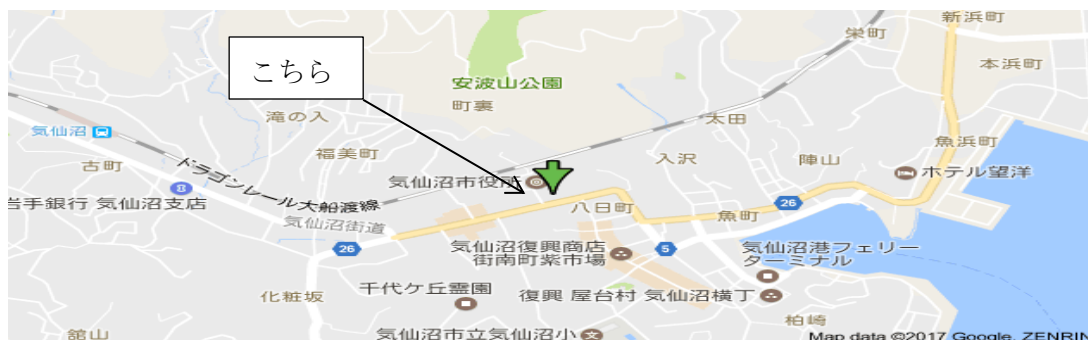 新浜町
栄町
本浜町
こちら
安波山公園
町裏
滝の入
太田
気仙沼
福美町
魚浜町
古町
入沢
陣山
ドラゴンレール大船渡線
気仙沼市役所
ホテル望洋
8
岩手銀行 気仙沼支店
八日町
26
魚町
気仙沼街道
26
気仙沼復興商店
街南町紫市場
5
気仙沼港フェリー
ターミナル
化粧坂
千代ケ丘霊園
復興 屋台村 気仙沼横丁
柏崎
舘山
気仙沼市立気仙沼小
文
Map data ©2017 Google, ZENRIN